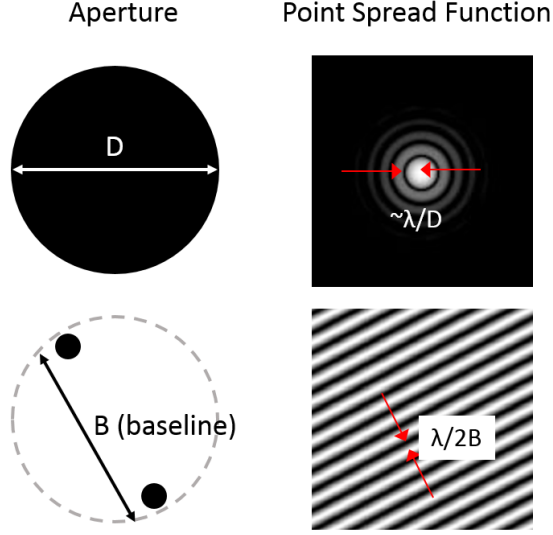 Aperture
Point Spread Function
D
~λ/D
B (baseline)
λ/2B